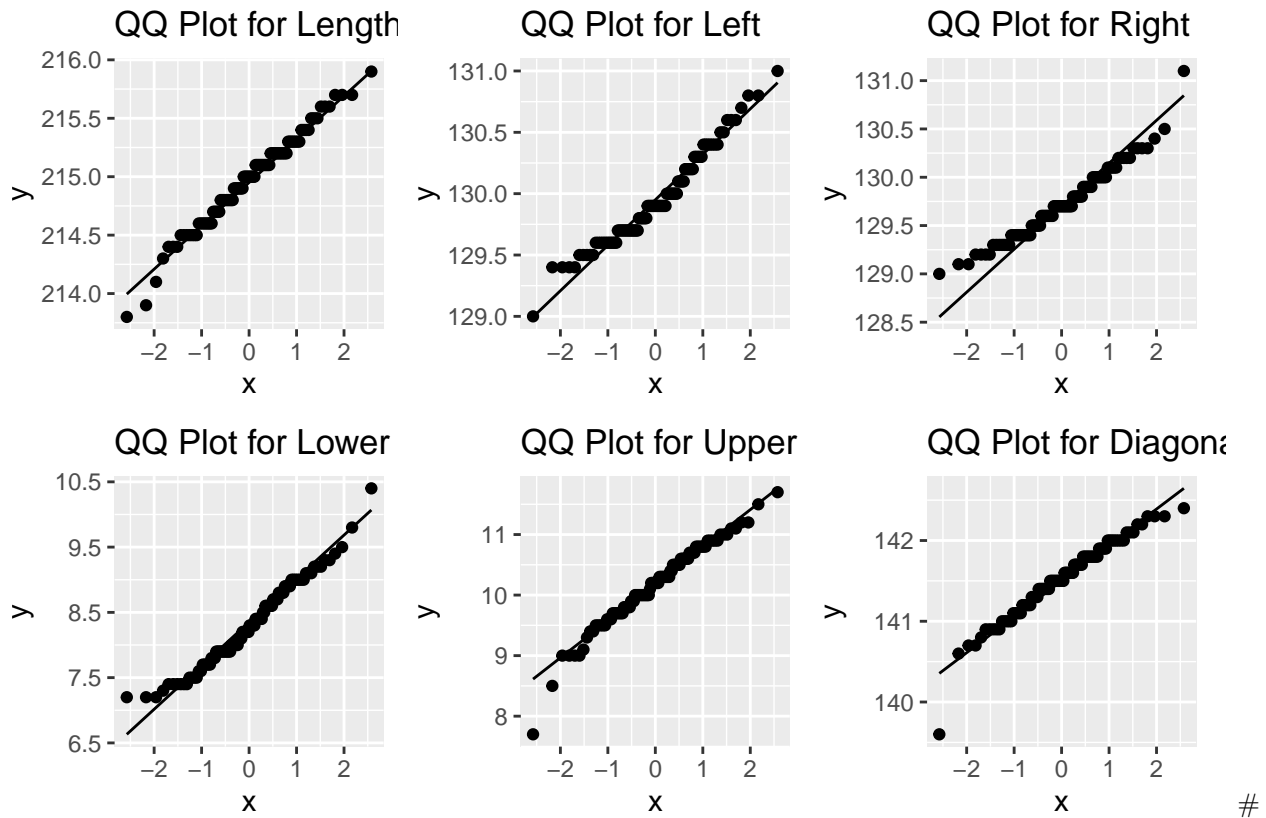 QQ Plot for Length QQ Plot for Left QQ Plot for Right
216.0
215.5
215.0
214.5
214.0
y
−2 −1 0 1 2
x
131.0
130.5
130.0
129.5
129.0
y
−2 −1 0 1 2
x
131.0
130.5
130.0
129.5
129.0
128.5
y
−2 −1 0 1 2
x
QQ Plot for Lower QQ Plot for Upper QQ Plot for Diagona
10.5
9.5
8.5
7.5
6.5
y
−2 −1 0 1 2
x
11
10
9
8
y
−2 −1 0 1 2
x
142
141
140
y
−2 −1 0 1 2
x
#